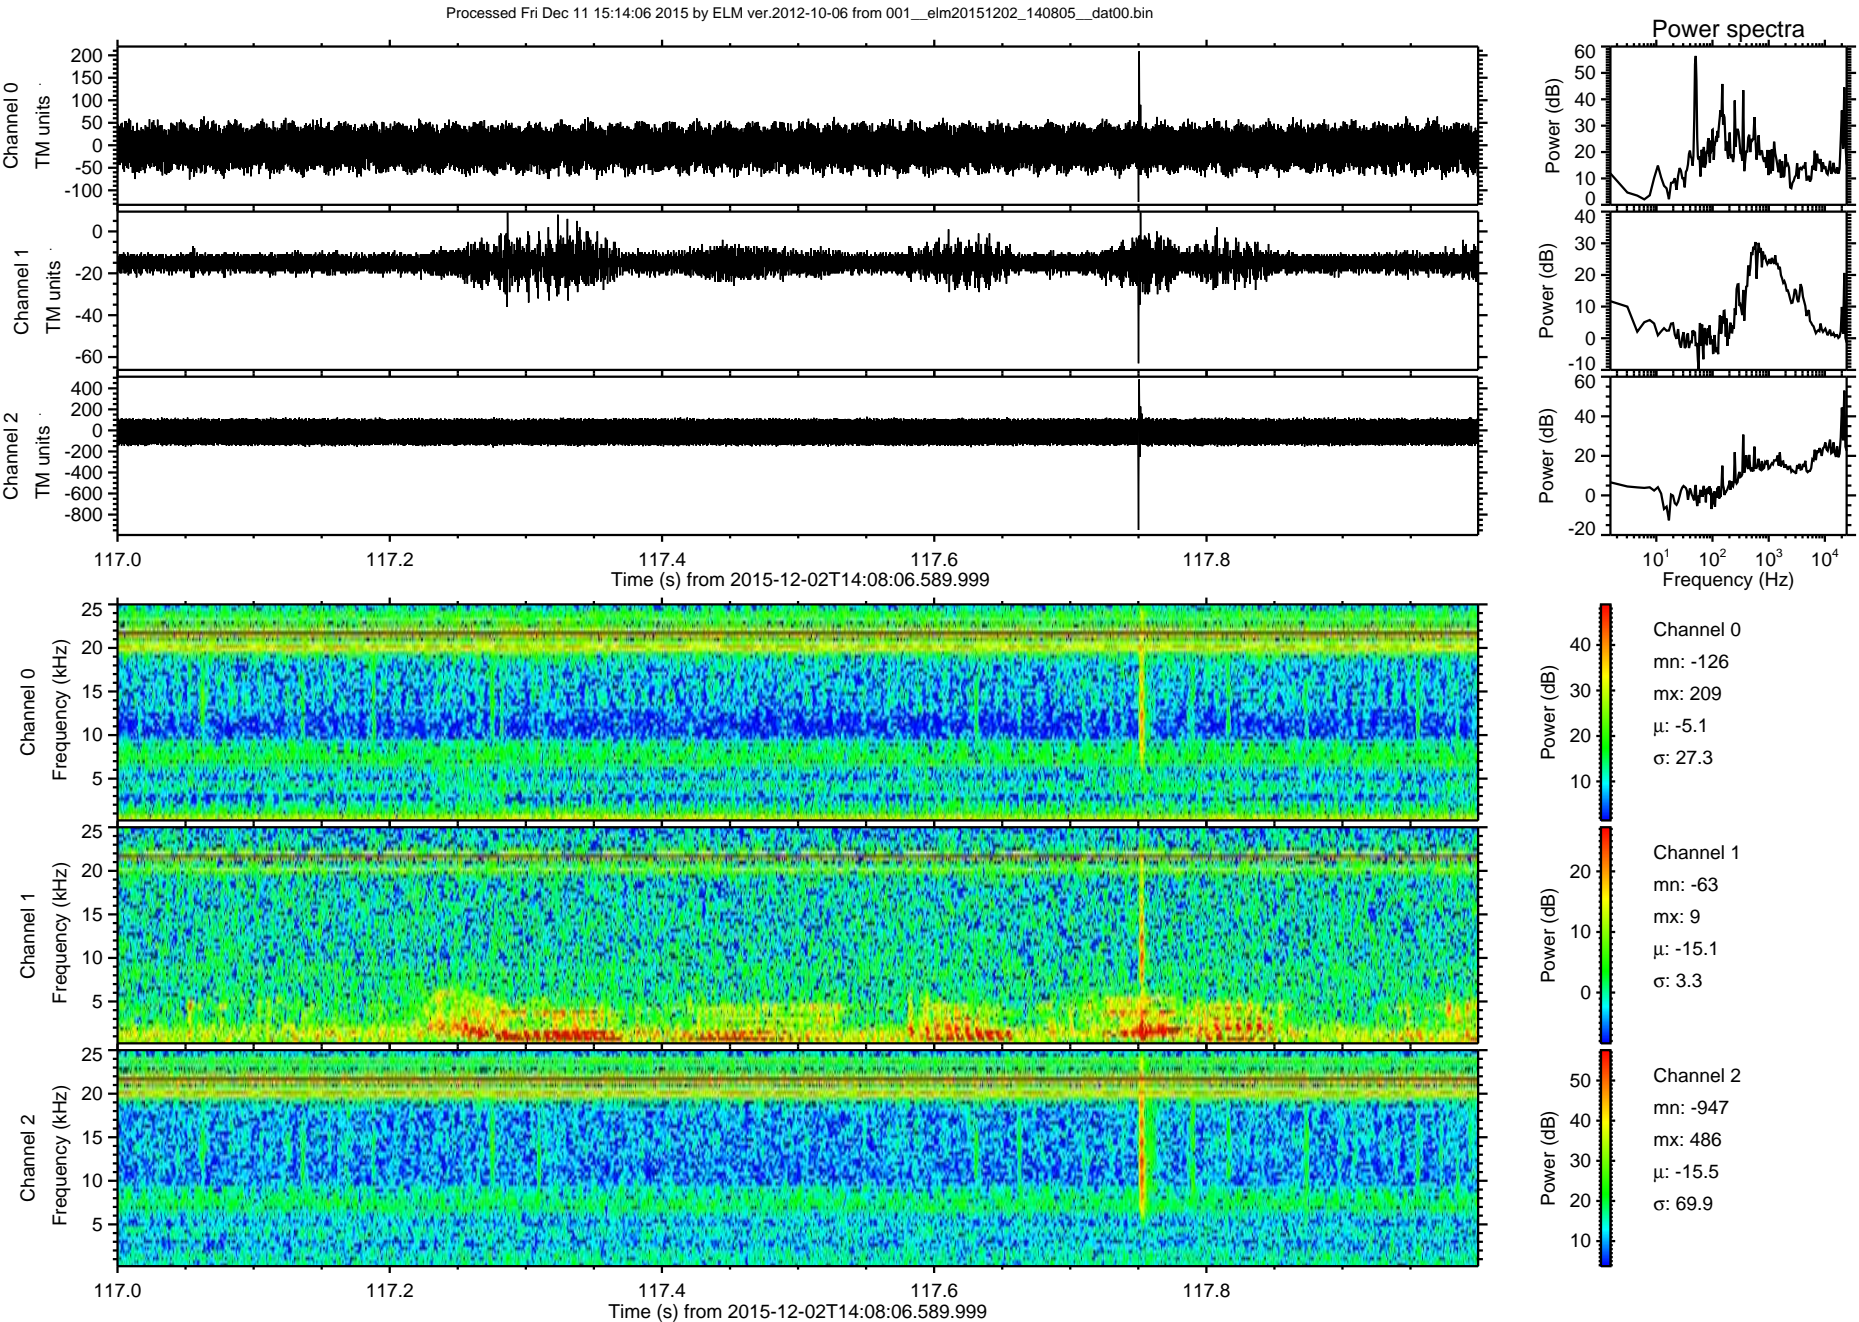 Processed Fri Dec 11 15:14:06 2015 by ELM ver.2012-10-06 from 001__elm20151202_140805__dat00.bin
Power spectra
Channel 0
TM units
200
150
100
50
0
-50
-100
Power (dB)
60
50
40
30
20
10
0
Channel 1
TM units
0
-20
-40
-60
Power (dB)
40
30
20
10
0
-10
Channel 2
TM units
400
200
0
-200
-400
-600
-800
Power (dB)
60
40
20
0
-20
117.0 117.2 117.4 117.6 117.8
Time (s) from 2015-12-02T14:08:06.589.999
10¹ 10² 10³ 10⁴
Frequency (Hz)
Channel 0
Frequency (kHz)
25
20
15
10
5
Power (dB)
40
30
20
10
Channel 0
mn: -126
mx: 209
μ: -5.1
σ: 27.3
Channel 1
Frequency (kHz)
25
20
15
10
5
Power (dB)
20
10
0
Channel 1
mn: -63
mx: 9
μ: -15.1
σ: 3.3
Channel 2
Frequency (kHz)
25
20
15
10
5
Power (dB)
50
40
30
20
10
Channel 2
mn: -947
mx: 486
μ: -15.5
σ: 69.9
117.0 117.2 117.4 117.6 117.8
Time (s) from 2015-12-02T14:08:06.589.999